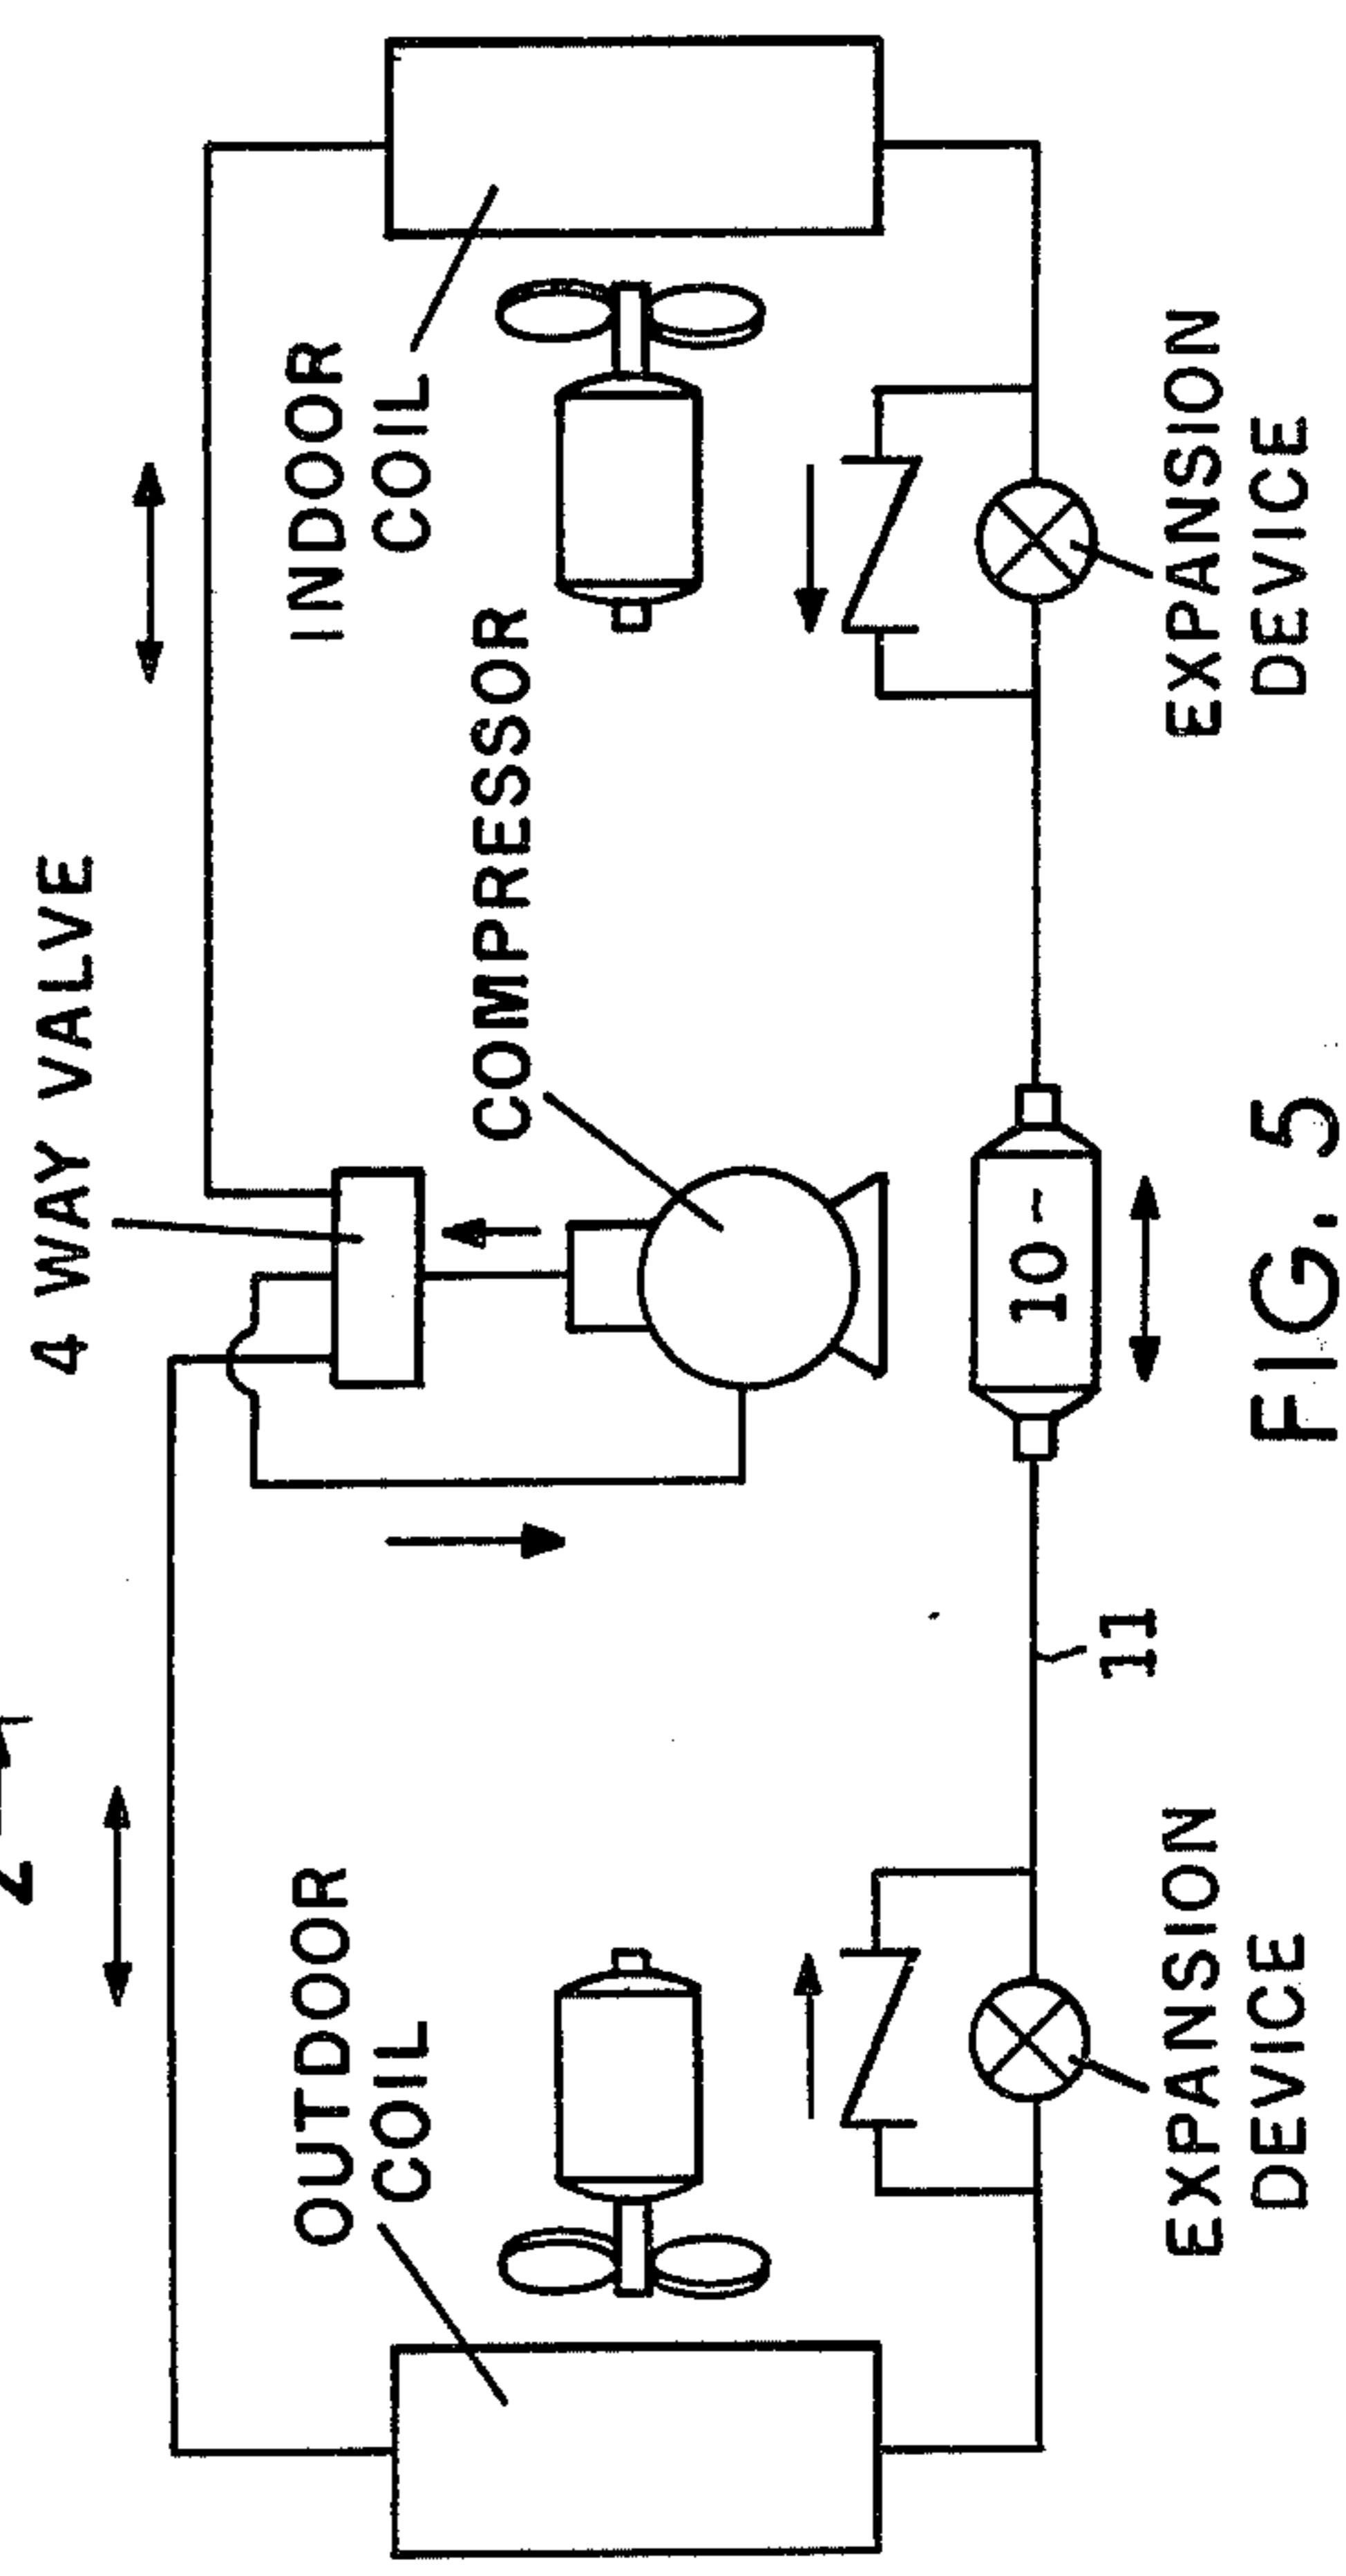 4 WAY VALVE
OUTDOOR
COIL
INDOOR
COIL
COMPRESSOR
10
11
EXPANSION
DEVICE
EXPANSION
DEVICE
FIG. 5